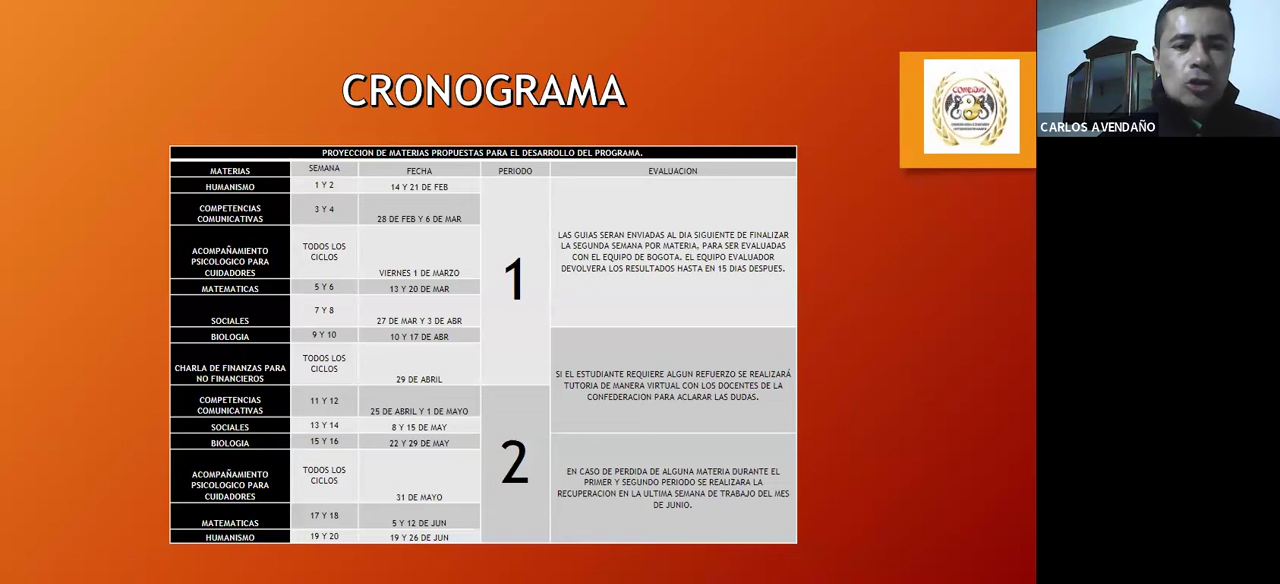 CRONOGRAMA
CARLOS AVENDAÑO
PROYECCION DE MATERIAS PROPUESTAS PARA EL DESARROLLO DEL PROGRAMA.
MATERIAS SEMANA FECHA PERIODO EVALUACION
HUMANISMO 1 Y 2 14 Y 21 DE FEB
COMPETENCIAS
COMUNICATIVAS 3 Y 4 28 DE FEB Y 6 DE MAR
ACOMPAÑAMIENTO
PSICOLOGICO PARA
CUIDADORES
TODOS LOS
CICLOS
VIERNES 1 DE MARZO
MATEMATICAS 5 Y 6 13 Y 20 DE MAR
SOCIALES 7 Y 8 27 DE MAR Y 3 DE ABR
BIOLOGIA 9 Y 10 10 Y 17 DE ABR
CHARLA DE FINANZAS PARA
NO FINANCIEROS
TODOS LOS
CICLOS
29 DE ABRIL
1
LAS GUIAS SERAN ENVIADAS AL DIA SIGUIENTE DE FINALIZAR
LA SEGUNDA SEMANA POR MATERIA, PARA SER EVALUADAS
CON EL EQUIPO DE BOGOTA. EL EQUIPO EVALUADOR
DEVOLVERA LOS RESULTADOS HASTA EN 15 DIAS DESPUES.
SI EL ESTUDIANTE REQUIERE ALGUN REFUERZO SE REALIZARÁ
TUTORIA DE MANERA VIRTUAL CON LOS DOCENTES DE LA
CONFEDERACION PARA ACLARAR LAS DUDAS.
COMPETENCIAS
COMUNICATIVAS 11 Y 12 25 DE ABRIL Y 1 DE MAYO
SOCIALES 13 Y 14 8 Y 15 DE MAY
BIOLOGIA 15 Y 16 22 Y 29 DE MAY
ACOMPAÑAMIENTO
PSICOLOGICO PARA
CUIDADORES
TODOS LOS
CICLOS
31 DE MAYO
MATEMATICAS 17 Y 18 5 Y 12 DE JUN
HUMANISMO 19 Y 20 19 Y 26 DE JUN
2
EN CASO DE PERDIDA DE ALGUNA MATERIA DURANTE EL
PRIMER Y SEGUNDO PERIODO SE REALIZARA LA
RECUPERACION EN LA ULTIMA SEMANA DE TRABAJO DEL MES
DE JUNIO.